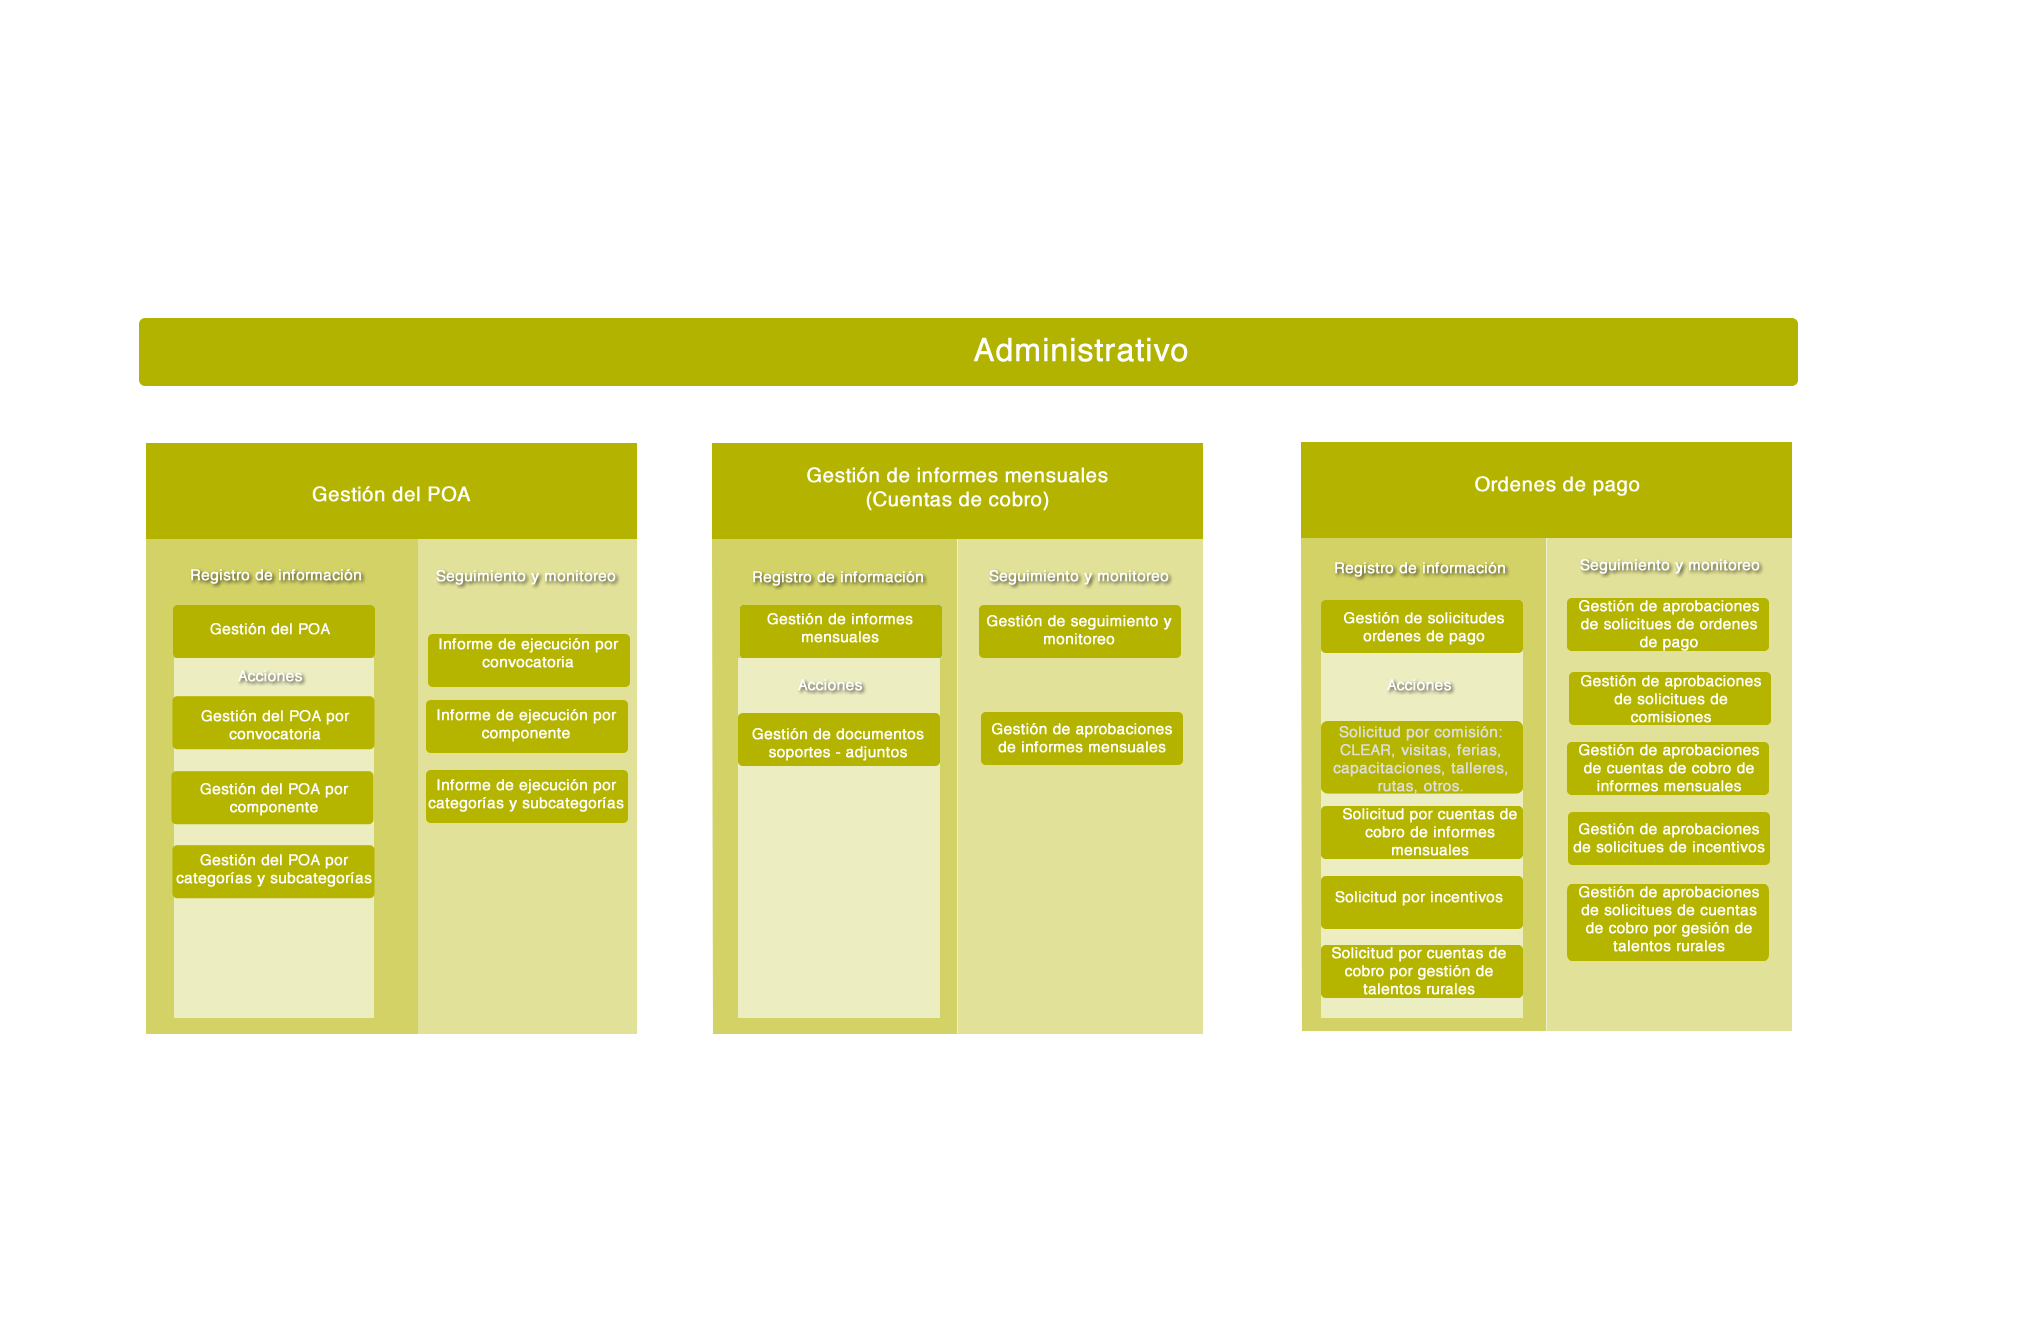 Administrativo
Gestión del POA
Registro de información
Gestión del POA
Acciones
Gestión del POA por
convocatoria
Gestión del POA por
componente
Gestión del POA por
categorías y subcategorías
Seguimiento y monitoreo
Informe de ejecución por
convocatoria
Informe de ejecución por
componente
Informe de ejecución por
categorías y subcategorías
Gestión de informes mensuales
(Cuentas de cobro)
Registro de información
Gestión de informes
mensuales
Acciones
Gestión de documentos
soportes - adjuntos
Seguimiento y monitoreo
Gestión de seguimiento y
monitoreo
Gestión de aprobaciones
de informes mensuales
Ordenes de pago
Registro de información
Gestión de solicitudes
ordenes de pago
Acciones
Solicitud por comisión:
CLEAR, visitas, ferias,
capacitaciones, talleres,
rutas, otros.
Solicitud por cuentas de
cobro de informes
mensuales
Solicitud por incentivos
Solicitud por cuentas de
cobro por gestión de
talentos rurales
Seguimiento y monitoreo
Gestión de aprobaciones
de solicitues de ordenes
de pago
Gestión de aprobaciones
de solicitues de
comisiones
Gestión de aprobaciones
de cuentas de cobro de
informes mensuales
Gestión de aprobaciones
de solicitues de incentivos
Gestión de aprobaciones
de solicitues de cuentas
de cobro por gesión de
talentos rurales